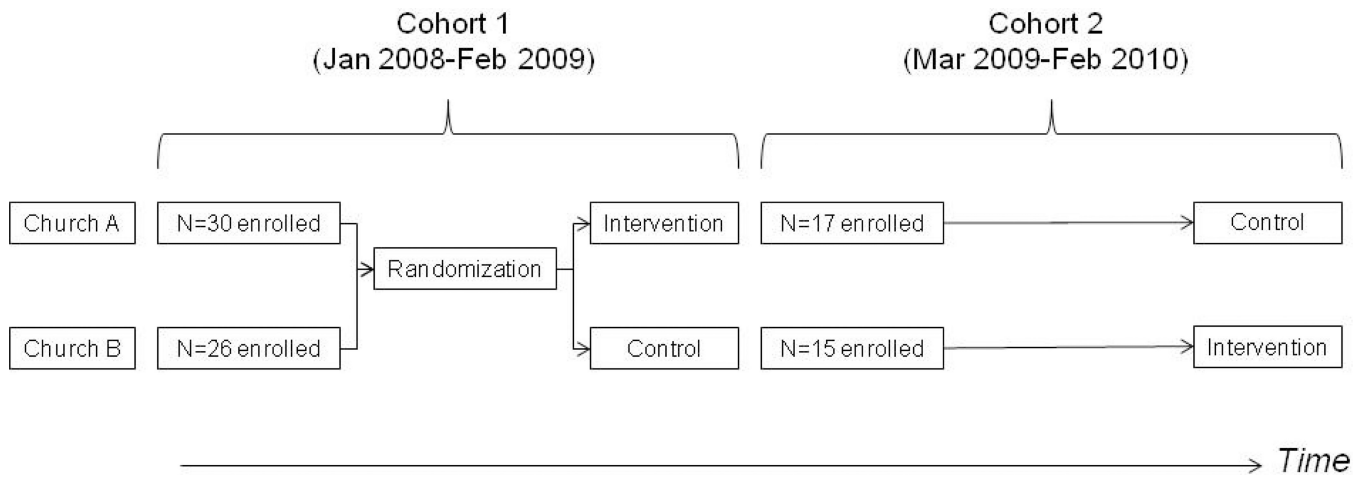 Cohort 1
(Jan 2008-Feb 2009)
Cohort 2
(Mar 2009-Feb 2010)
Church A
N=30 enrolled
Intervention
N=17 enrolled
Control
Randomization
Church B
N=26 enrolled
Control
N=15 enrolled
Intervention
Time